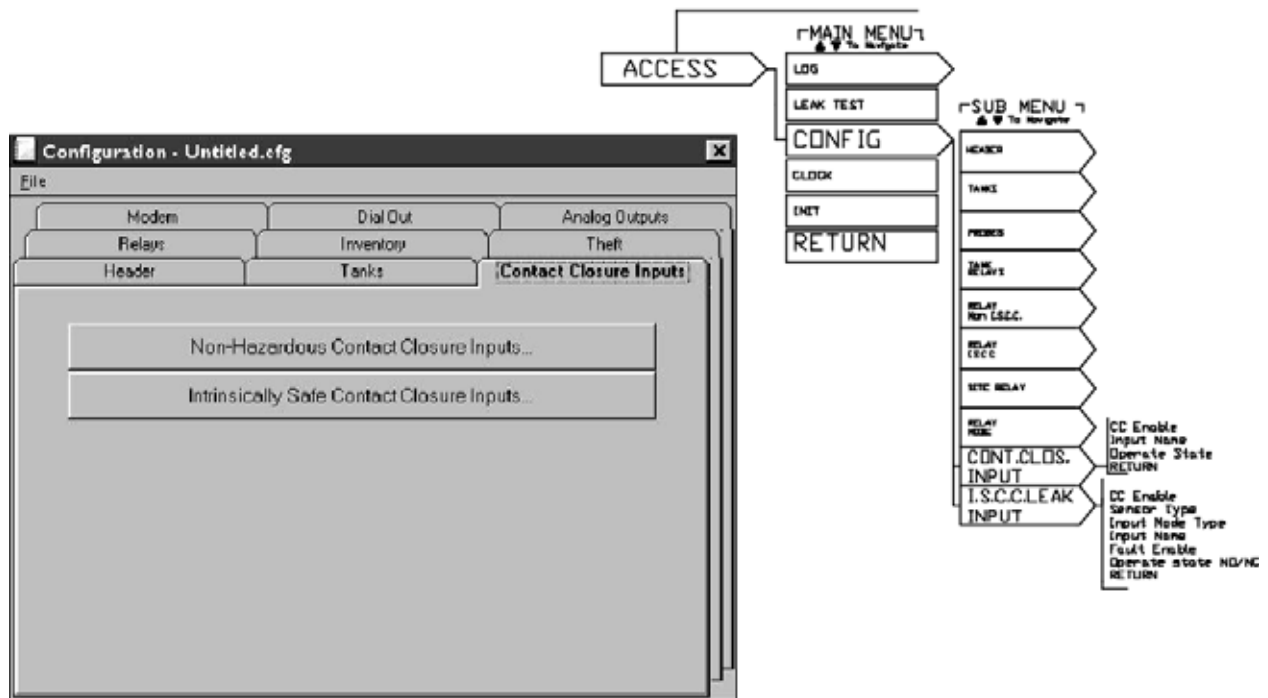 Configuration - Untitled.cfg
File
Modem
Dial Out
Analog Outputs
Relays
Inventory
Theft
Header
Tanks
Contact Closure Inputs
Non-Hazardous Contact Closure Inputs...
Intrinsically Safe Contact Closure Inputs...
ACCESS
MAIN MENU
To Navigate
LOG
LEAK TEST
CONFIG
CLOCK
INIT
RETURN
SUB MENU
To Navigate
HEADER
TANKS
PROBES
TANK
RELAYS
RELAY
Non I.S.C.C.
RELAY
I.S.C.C.
SITE RELAY
RELAY
MODE
CONT.CLOS.
INPUT
I.S.C.C.LEAK
INPUT
CC Enable
Input Name
Operate State
RETURN
CC Enable
Sensor Type
Input Node Type
Input Name
Fault Enable
Operate state NO/NC
RETURN